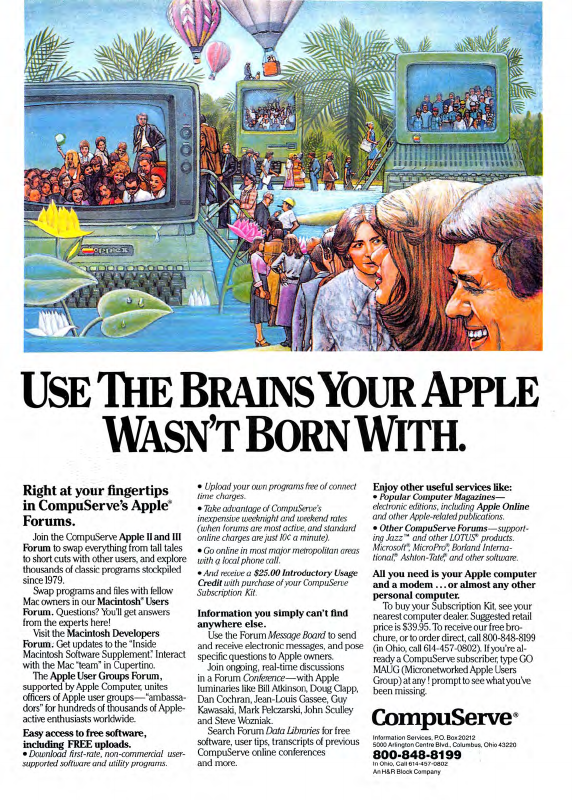 USE THE BRAINS YOUR APPLE
WASN'T BORN WITH.
Right at your fingertips
in CompuServe's Apple®
Forums.
Join the CompuServe Apple II and III
Forum to swap everything from tall tales
to short cuts with other users, and explore
thousands of classic programs stockpiled
since 1979.
Swap programs and files with fellow
Mac owners in our Macintosh® Users
Forum. Questions? You'll get answers
from the experts here!
Visit the Macintosh Developers
Forum. Get updates to the "Inside
Macintosh Software Supplement." Interact
with the Mac "team" in Cupertino.
The Apple User Groups Forum,
supported by Apple Computer, unites
officers of Apple user groups—"ambassa-
dors" for hundreds of thousands of Apple-
active enthusiasts worldwide.
Easy access to free software,
including FREE uploads.
• Download first-rate, non-commercial user-
supported software and utility programs.
• Upload your own programs free of connect
time charges.
• Take advantage of CompuServe's
inexpensive weeknight and weekend rates
(when forums are most active, and standard
online charges are just 10¢ a minute).
• Go online in most major metropolitan areas
with a local phone call.
• And receive a $25.00 Introductory Usage
Credit with purchase of your CompuServe
Subscription Kit.
Information you simply can't find
anywhere else.
Use the Forum Message Board to send
and receive electronic messages, and pose
specific questions to Apple owners.
Join ongoing, real-time discussions
in a Forum Conference—with Apple
luminaries like Bill Atkinson, Doug Clapp,
Dan Cochran, Jean-Louis Gassee, Guy
Kawasaki, Mark Pelczarski, John Sculley
and Steve Wozniak.
Search Forum Data Libraries for free
software, user tips, transcripts of previous
CompuServe online conferences
and more.
Enjoy other useful services like:
• Popular Computer Magazines—
electronic editions, including Apple Online
and other Apple-related publications.
• Other CompuServe Forums—support-
ing Jazz™ and other LOTUS® products.
Microsoft®, MicroPro®, Borland Interna-
tional®, Ashton-Tate®, and other software.
All you need is your Apple computer
and a modem ... or almost any other
personal computer.
To buy your Subscription Kit, see your
nearest computer dealer. Suggested retail
price is $39.95. To receive our free bro-
chure, or to order direct, call 800-848-8199
(in Ohio, call 614-457-0802). If you're al-
ready a CompuServe subscriber, type GO
MAUG (Micronetworked Apple Users
Group) at any ! prompt to see what you've
been missing.
CompuServe®
Information Services, P.O. Box 20212
5000 Arlington Centre Blvd., Columbus, Ohio 43220
800-848-8199
In Ohio, Call 614-457-0802
An H&R Block Company